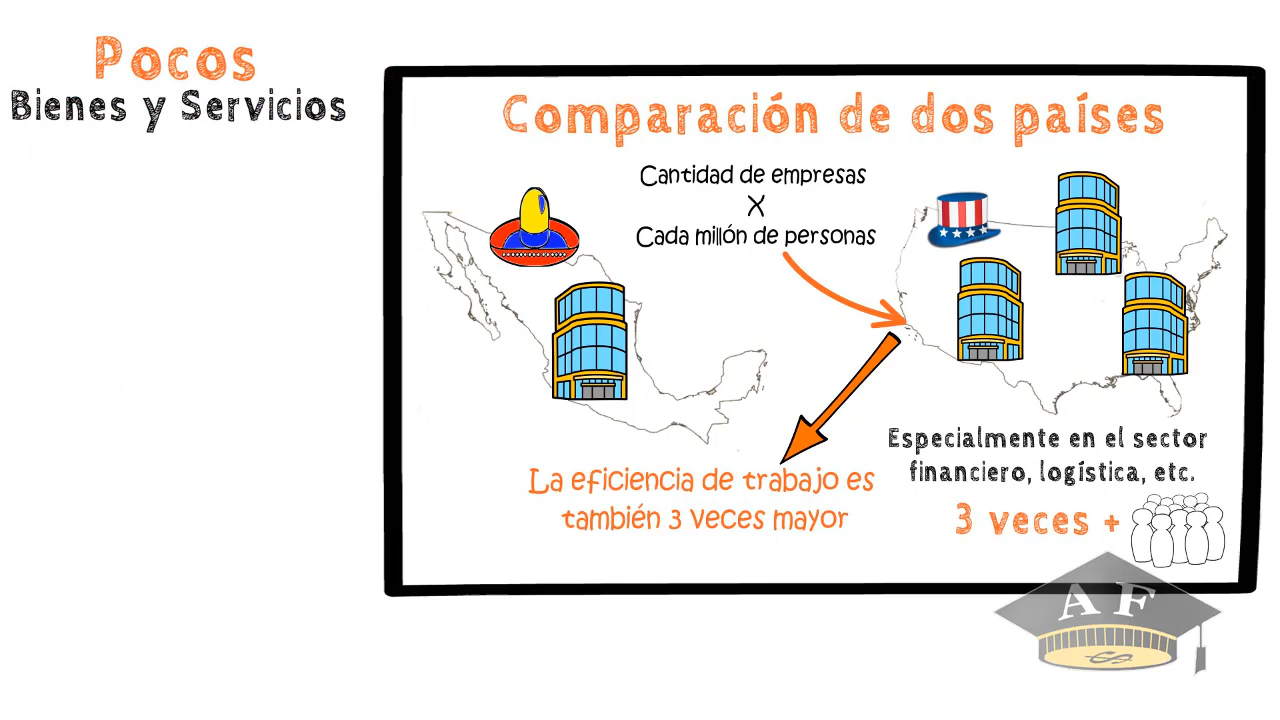 Pocos
Bienes y Servicios
Comparación de dos países
Cantidad de empresas
X
Cada millón de personas
Especialmente en el sector
financiero, logística, etc.
La eficiencia de trabajo es
también 3 veces mayor
3 veces +
A F
$